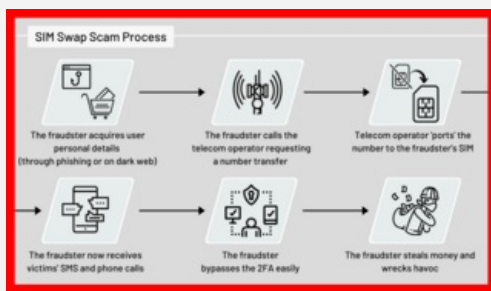 SIM Swap Scam Process
The fraudster acquires user
personal details
(through phishing or on dark web)
The fraudster calls the
telecom operator requesting
a number transfer
Telecom operator 'ports' the
number to the fraudster's SIM
The fraudster now receives
victims' SMS and phone calls
The fraudster
bypasses the 2FA easily
The fraudster steals money and
wrecks havoc